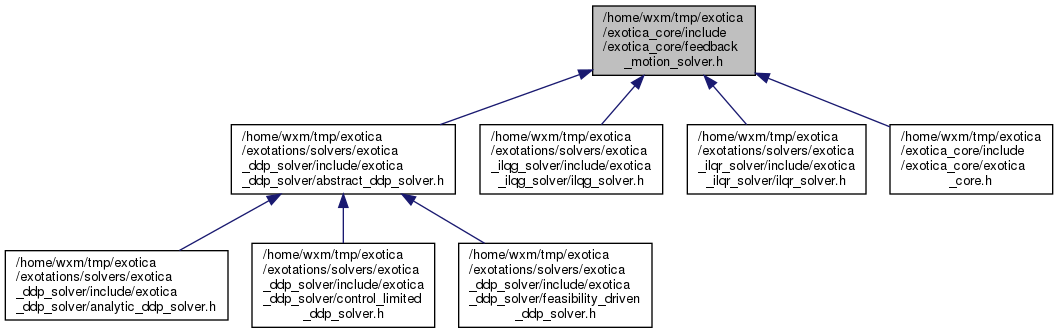 /home/wxm/tmp/exotica
/exotica_core/include
/exotica_core/feedback
_motion_solver.h
/home/wxm/tmp/exotica
/exotations/solvers/exotica
_ddp_solver/include/exotica
_ddp_solver/abstract_ddp_solver.h
/home/wxm/tmp/exotica
/exotations/solvers/exotica
_ilqg_solver/include/exotica
_ilqg_solver/ilqg_solver.h
/home/wxm/tmp/exotica
/exotations/solvers/exotica
_ilqr_solver/include/exotica
_ilqr_solver/ilqr_solver.h
/home/wxm/tmp/exotica
/exotica_core/include
/exotica_core/exotica
_core.h
/home/wxm/tmp/exotica
/exotations/solvers/exotica
_ddp_solver/include/exotica
_ddp_solver/analytic_ddp_solver.h
/home/wxm/tmp/exotica
/exotations/solvers/exotica
_ddp_solver/include/exotica
_ddp_solver/control_limited
_ddp_solver.h
/home/wxm/tmp/exotica
/exotations/solvers/exotica
_ddp_solver/include/exotica
_ddp_solver/feasibility_driven
_ddp_solver.h